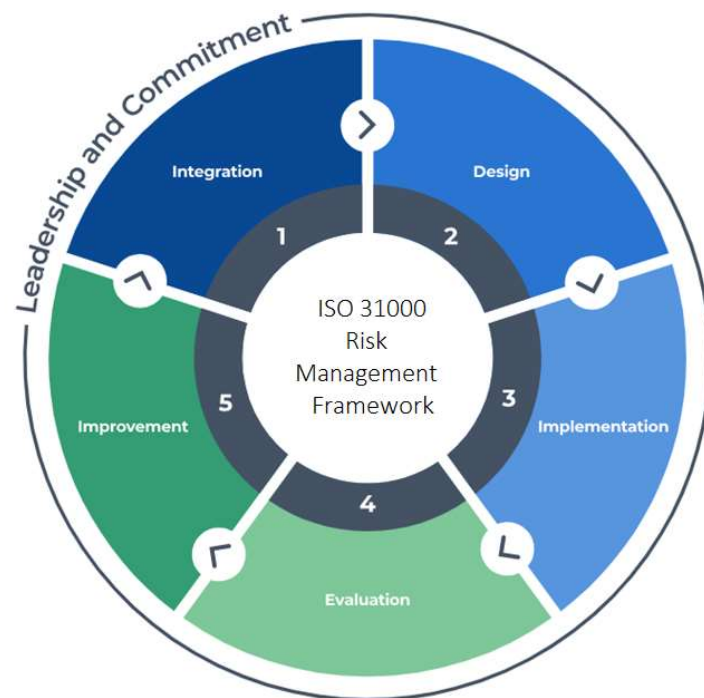 Leadership and Commitment
Integration
1
Design
2
ISO 31000
Risk
Management
Framework
3
Implementation
4
Evaluation
5
Improvement